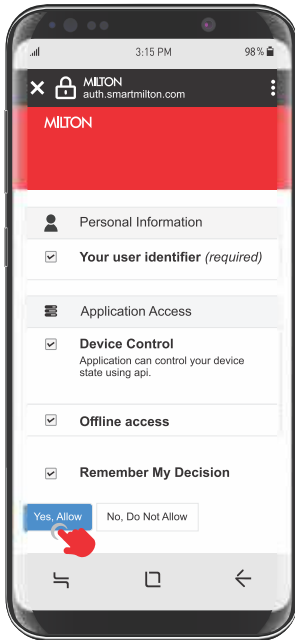 3:15 PM
98%
MILTON
auth.smartmilton.com
MILTON
Personal Information
Your user identifier (required)
Application Access
Device Control
Application can control your device
state using api.
Offline access
Remember My Decision
Yes, Allow
No, Do Not Allow